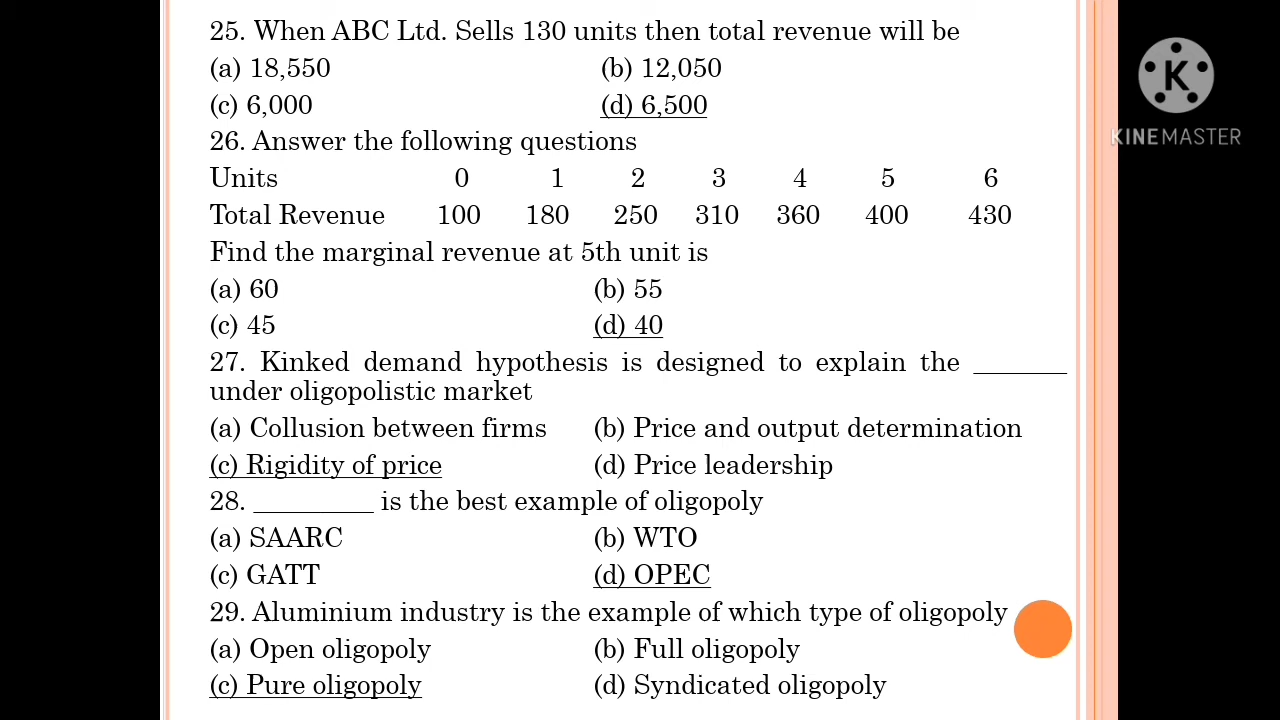 25. When ABC Ltd. Sells 130 units then total revenue will be
(a) 18,550 (b) 12,050
(c) 6,000 (d) 6,500
26. Answer the following questions
Units 0 1 2 3 4 5 6
Total Revenue 100 180 250 310 360 400 430
Find the marginal revenue at 5th unit is
(a) 60 (b) 55
(c) 45 (d) 40
27. Kinked demand hypothesis is designed to explain the _______
under oligopolistic market
(a) Collusion between firms (b) Price and output determination
(c) Rigidity of price (d) Price leadership
28. _________ is the best example of oligopoly
(a) SAARC (b) WTO
(c) GATT (d) OPEC
29. Aluminium industry is the example of which type of oligopoly
(a) Open oligopoly (b) Full oligopoly
(c) Pure oligopoly (d) Syndicated oligopoly
K
KINEMASTER